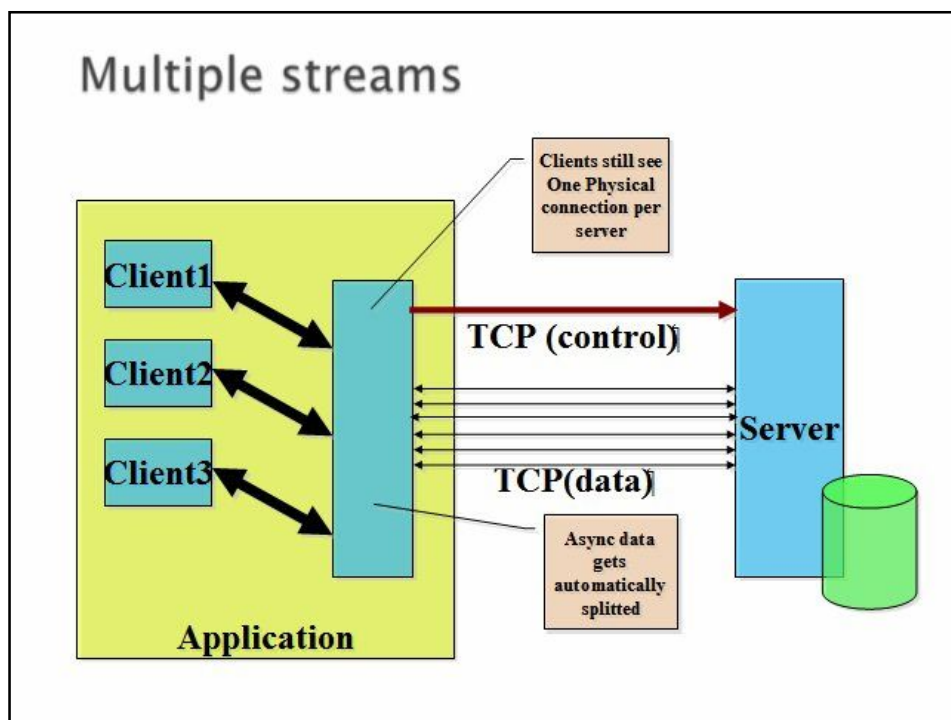 Multiple streams
Clients still see
One Physical
connection per
server
Client1
Client2
Client3
TCP (control)
TCP(data)
Server
Async data
gets
automatically
splitted
Application